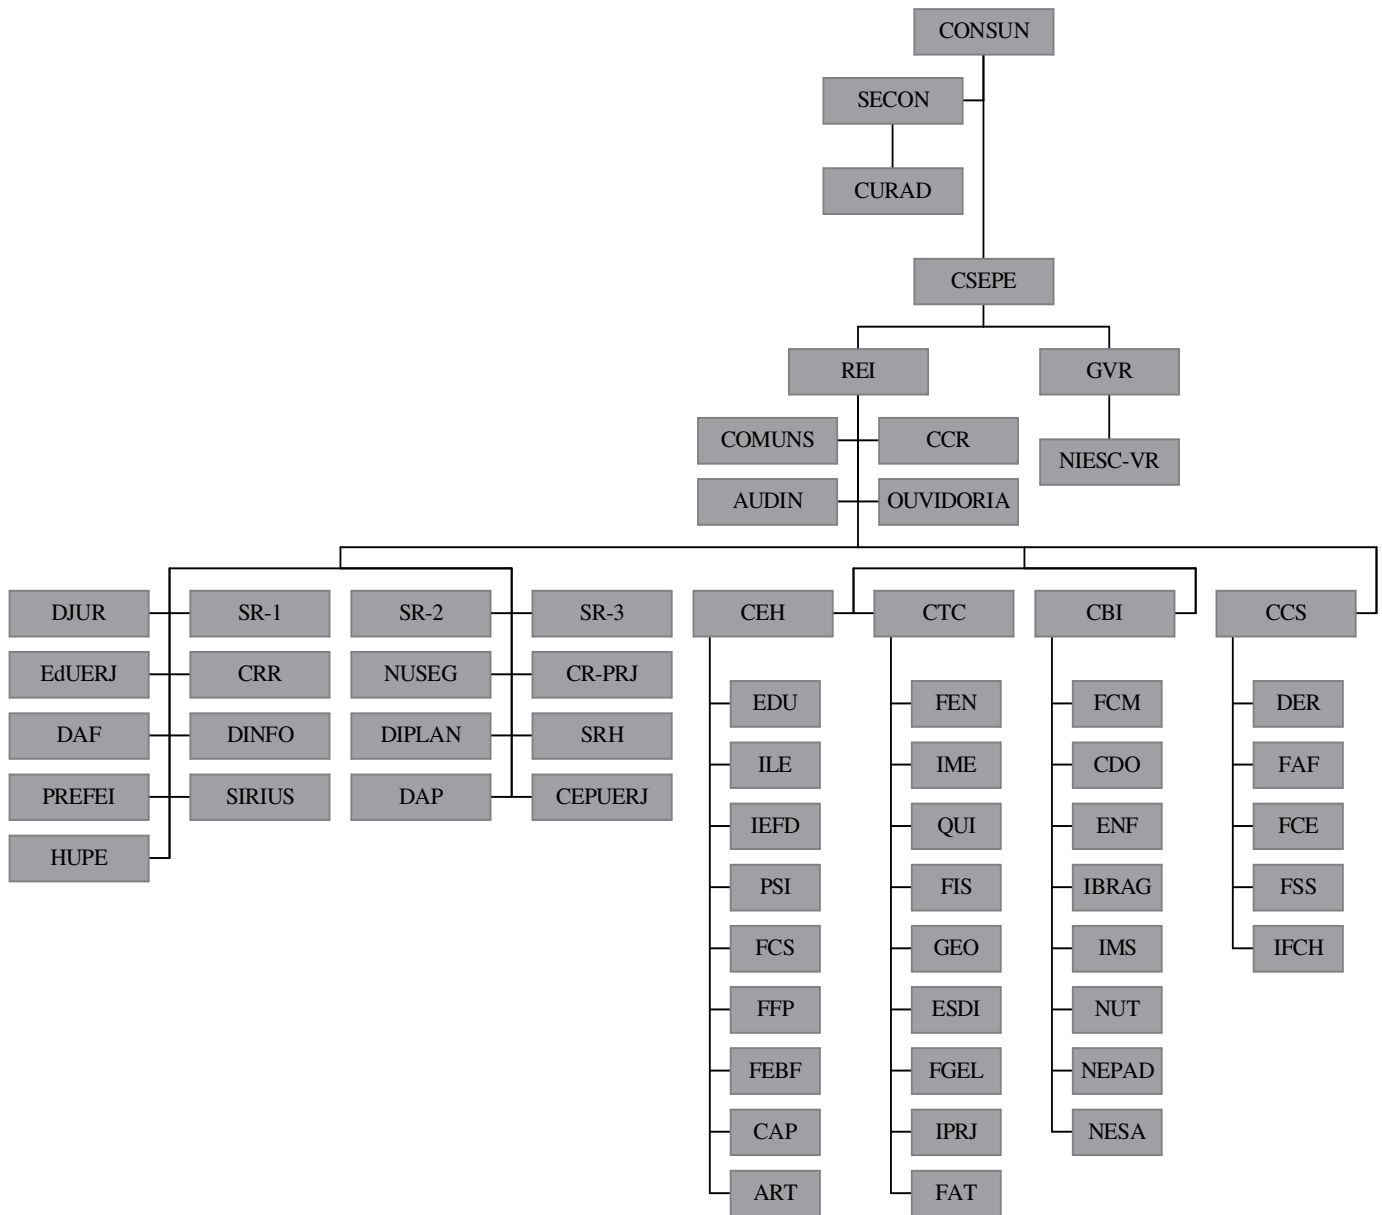 CONSUN
SECON
CURAD
CSEPE
REI
GVR
COMUNS
CCR
NIESC-VR
AUDIN
OUVIDORIA
DJUR
SR-1
SR-2
SR-3
CEH
CTC
CBI
CCS
EdUERJ
CRR
NUSEG
CR-PRJ
EDU
FEN
FCM
DER
DAF
DINFO
DIPLAN
SRH
ILE
IME
CDO
FAF
PREFEI
SIRIUS
DAP
CEPUERJ
IEFD
QUI
ENF
FCE
HUPE
PSI
FIS
IBRAG
FSS
FCS
GEO
IMS
IFCH
FFP
ESDI
NUT
FEBF
FGEL
NEPAD
CAP
IPRJ
NESA
ART
FAT